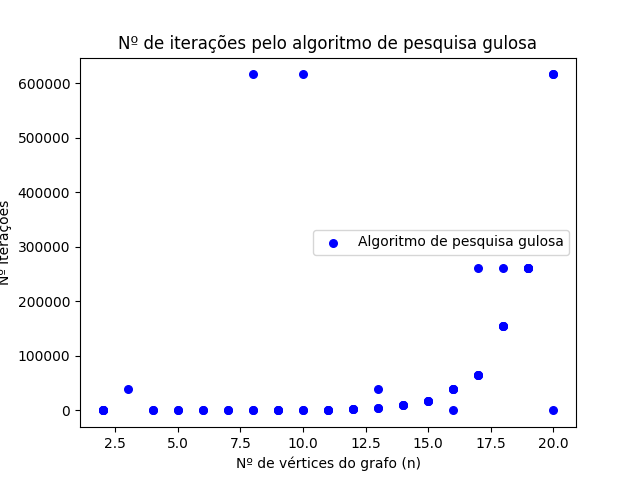 Nº de iterações pelo algoritmo de pesquisa gulosa
600000
500000
400000
300000
200000
100000
0
Nº iterações
Algoritmo de pesquisa gulosa
2.5 5.0 7.5 10.0 12.5 15.0 17.5 20.0
Nº de vértices do grafo (n)